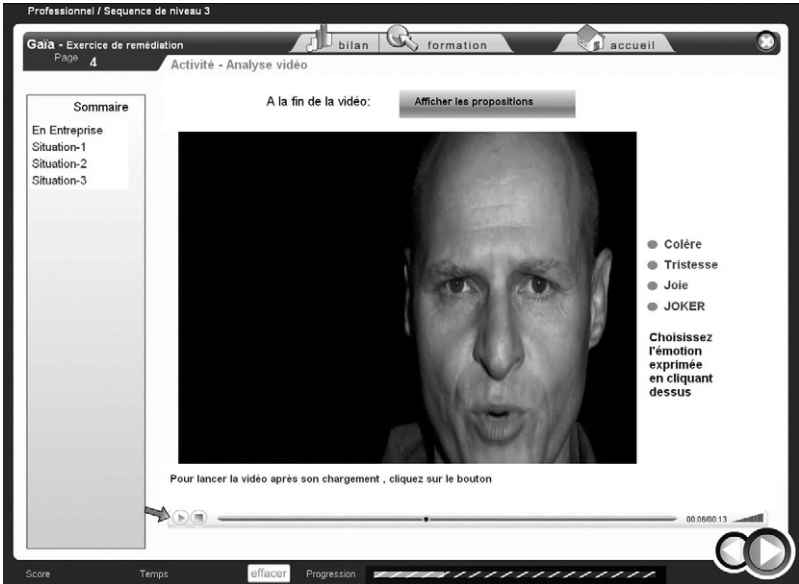 Professionnel / Sequence de niveau 3
Gaïa - Exercice de remédiation
Page 4
bilan
formation
accueil
Activité - Analyse vidéo
A la fin de la vidéo:
Afficher les propositions
Sommaire
En Entreprise
Situation-1
Situation-2
Situation-3
Colère
Tristesse
Joie
JOKER
Choisissez
l'émotion
exprimée
en cliquant
dessus
Pour lancer la vidéo après son chargement , cliquez sur le bouton
00:06/00:13
Score
Temps
effacer
Progression